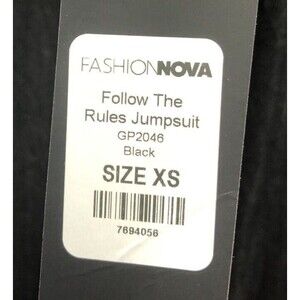 FASHIONNOVA
Follow The
Rules Jumpsuit
GP2046
Black
SIZE XS
7694056